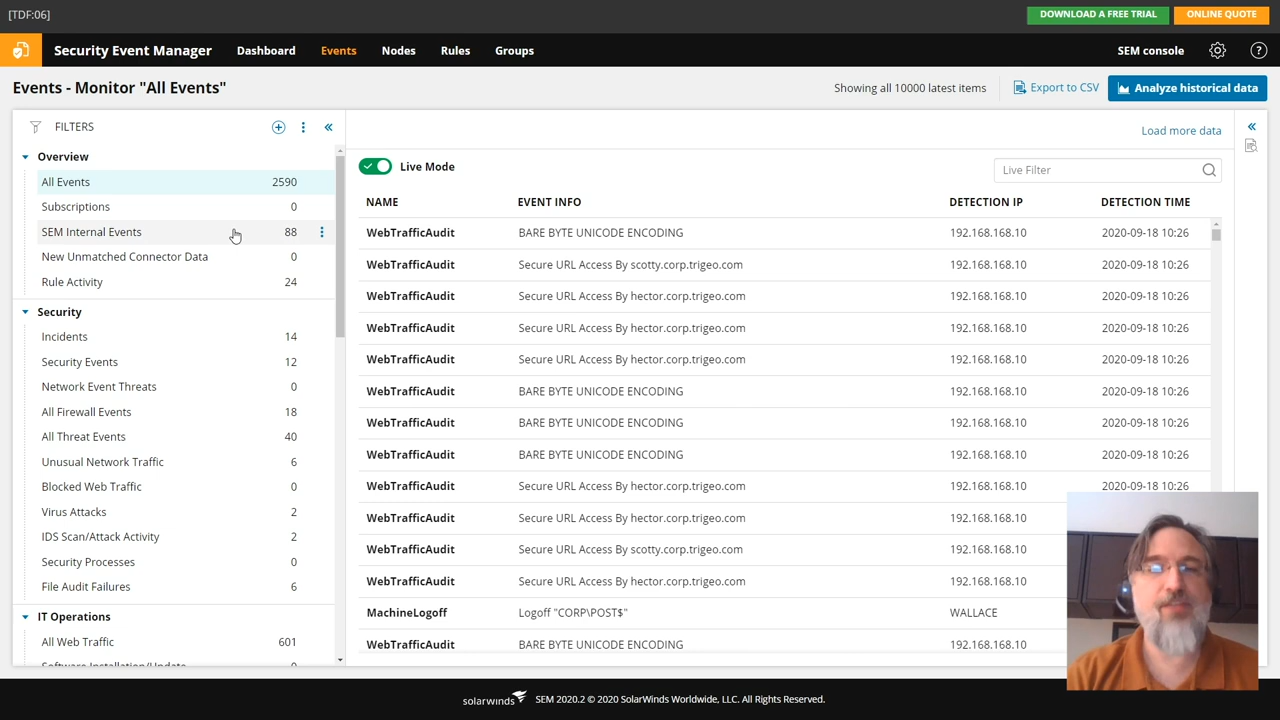 [TDF:06]
DOWNLOAD A FREE TRIAL
ONLINE QUOTE
Security Event Manager
Dashboard
Events
Nodes
Rules
Groups
SEM console
Events - Monitor "All Events"
Showing all 10000 latest items
Export to CSV
Analyze historical data
FILTERS
Load more data
Overview
All Events 2590
Subscriptions 0
SEM Internal Events 88
New Unmatched Connector Data 0
Rule Activity 24
Security
Incidents 14
Security Events 12
Network Event Threats 0
All Firewall Events 18
All Threat Events 40
Unusual Network Traffic 6
Blocked Web Traffic 0
Virus Attacks 2
IDS Scan/Attack Activity 2
Security Processes 0
File Audit Failures 6
IT Operations
All Web Traffic 601
Software Installation/Update 0
Live Mode
Live Filter
NAME EVENT INFO DETECTION IP DETECTION TIME
WebTrafficAudit BARE BYTE UNICODE ENCODING 192.168.168.10 2020-09-18 10:26
WebTrafficAudit Secure URL Access By scotty.corp.trigeo.com 192.168.168.10 2020-09-18 10:26
WebTrafficAudit Secure URL Access By hector.corp.trigeo.com 192.168.168.10 2020-09-18 10:26
WebTrafficAudit Secure URL Access By hector.corp.trigeo.com 192.168.168.10 2020-09-18 10:26
WebTrafficAudit Secure URL Access By hector.corp.trigeo.com 192.168.168.10 2020-09-18 10:26
WebTrafficAudit BARE BYTE UNICODE ENCODING 192.168.168.10 2020-09-18 10:26
WebTrafficAudit BARE BYTE UNICODE ENCODING 192.168.168.10 2020-09-18 10:26
WebTrafficAudit BARE BYTE UNICODE ENCODING 192.168.168.10 2020-09-18 10:26
WebTrafficAudit Secure URL Access By hector.corp.trigeo.com 192.168.168.10 2020-09-18 10:26
WebTrafficAudit Secure URL Access By hector.corp.trigeo.com 192.168.168.10
WebTrafficAudit Secure URL Access By scotty.corp.trigeo.com 192.168.168.10
WebTrafficAudit Secure URL Access By hector.corp.trigeo.com 192.168.168.10
MachineLogoff Logoff "CORP\POST$" WALLACE
WebTrafficAudit BARE BYTE UNICODE ENCODING 192.168.168.10
solarwinds
SEM 2020.2 © 2020 SolarWinds Worldwide, LLC. All Rights Reserved.